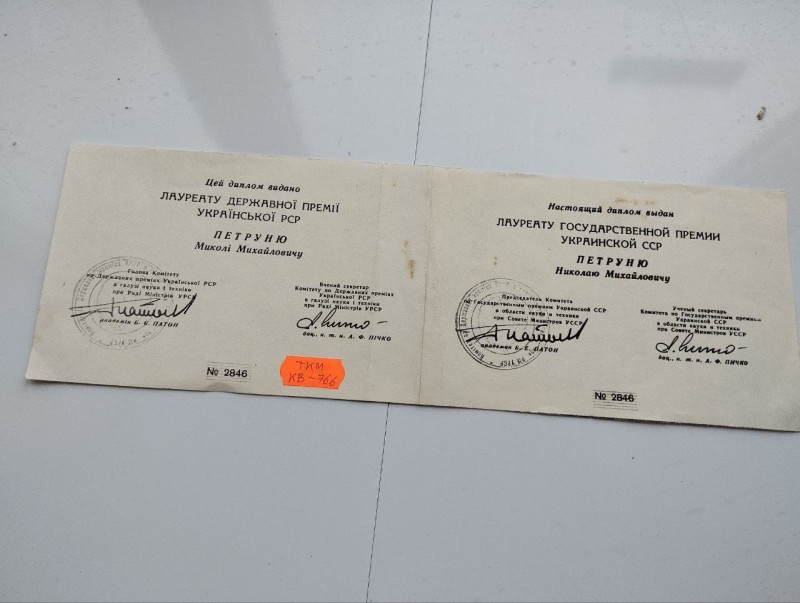 Цей диплом видано
ЛАУРЕАТУ ДЕРЖАВНОЇ ПРЕМІЇ
УКРАЇНСЬКОЇ РСР
ПЕТРУНЮ
Миколі Михайловичу
Голова Комітету
по Державних преміях Української РСР
в галузі науки і техніки
при Раді Міністрів УРСР
академік Б. Є. ПАТОН
Вчений секретар
Комітету по Державних преміях
Української РСР
в галузі науки і техніки
при Раді Міністрів УРСР
доц., к. т. н. А. Ф. ПІЧКО
№ 2846
ТКМ
КВ-766
Настоящий диплом выдан
ЛАУРЕАТУ ГОСУДАРСТВЕННОЙ ПРЕМИИ
УКРАИНСКОЙ ССР
ПЕТРУНЮ
Николаю Михайловичу
Председатель Комитета
по Государственным премиям Украинской ССР
в области науки и техники
при Совете Министров УССР
академик Б. Е. ПАТОН
Ученый секретарь
Комитета по Государственным премиям
Украинской ССР
в области науки и техники
при Совете Министров УССР
доц., к. т. н. А. Ф. ПИЧКО
№ 2846